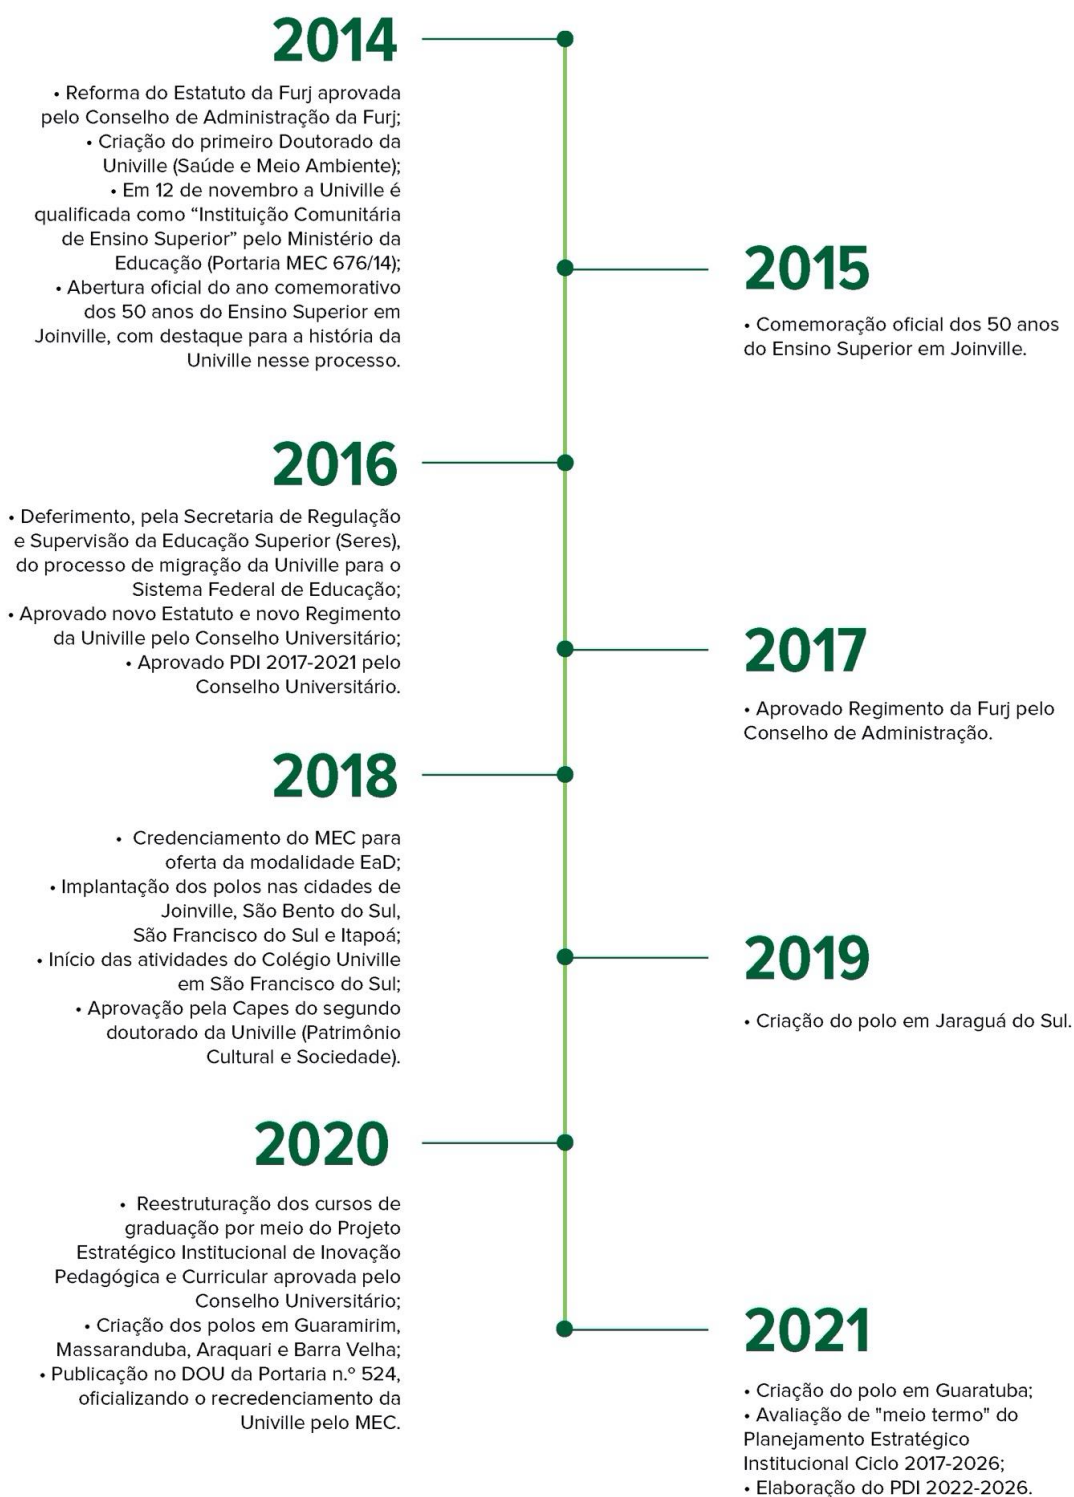 2014
• Reforma do Estatuto da Furj aprovada
pelo Conselho de Administração da Furj;
• Criação do primeiro Doutorado da
Univille (Saúde e Meio Ambiente);
• Em 12 de novembro a Univille é
qualificada como “Instituição Comunitária
de Ensino Superior” pelo Ministério da
Educação (Portaria MEC 676/14);
• Abertura oficial do ano comemorativo
dos 50 anos do Ensino Superior em
Joinville, com destaque para a história da
Univille nesse processo.
2015
• Comemoração oficial dos 50 anos
do Ensino Superior em Joinville.
2016
• Deferimento, pela Secretaria de Regulação
e Supervisão da Educação Superior (Seres),
do processo de migração da Univille para o
Sistema Federal de Educação;
• Aprovado novo Estatuto e novo Regimento
da Univille pelo Conselho Universitário;
• Aprovado PDI 2017-2021 pelo
Conselho Universitário.
2017
• Aprovado Regimento da Furj pelo
Conselho de Administração.
2018
• Credenciamento do MEC para
oferta da modalidade EaD;
• Implantação dos polos nas cidades de
Joinville, São Bento do Sul,
São Francisco do Sul e Itapoá;
• Início das atividades do Colégio Univille
em São Francisco do Sul;
• Aprovação pela Capes do segundo
doutorado da Univille (Patrimônio
Cultural e Sociedade).
2019
• Criação do polo em Jaraguá do Sul.
2020
• Reestruturação dos cursos de
graduação por meio do Projeto
Estratégico Institucional de Inovação
Pedagógica e Curricular aprovada pelo
Conselho Universitário;
• Criação dos polos em Guaramirim,
Massaranduba, Araquari e Barra Velha;
• Publicação no DOU da Portaria n.º 524,
oficializando o recredenciamento da
Univille pelo MEC.
2021
• Criação do polo em Guaratuba;
• Avaliação de "meio termo" do
Planejamento Estratégico
Institucional Ciclo 2017-2026;
• Elaboração do PDI 2022-2026.